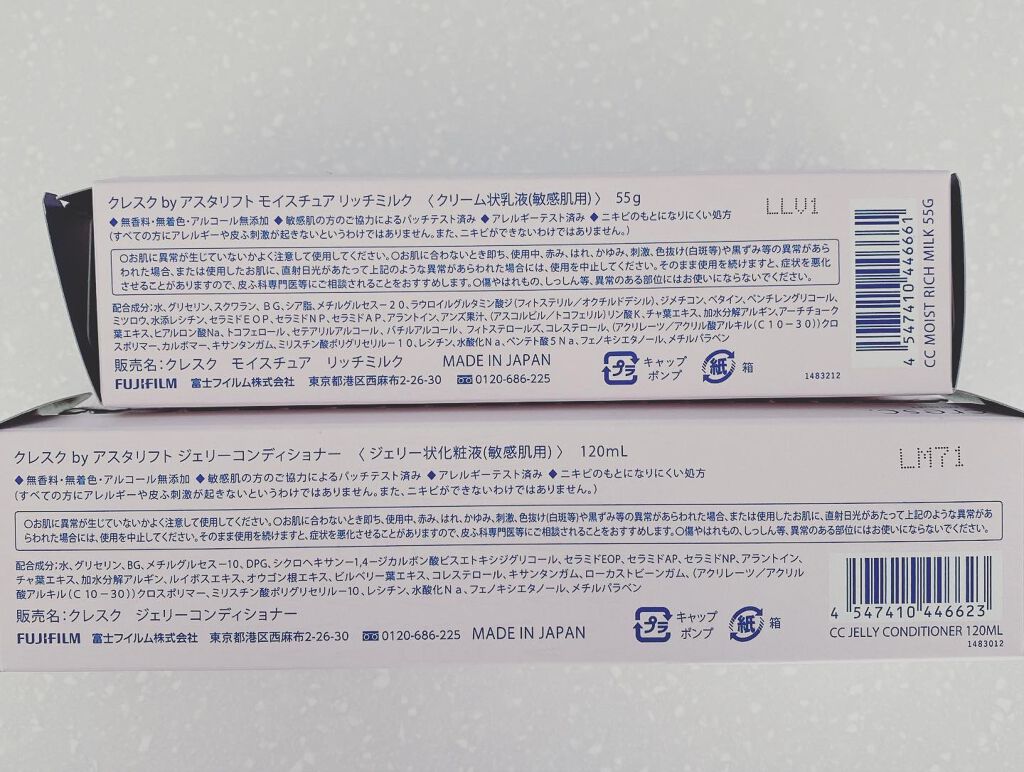 クレスク by アスタリフト モイスチュア リッチミルク 〈クリーム状乳液(敏感肌用)〉 55g
LLV1
◆無香料・無着色・アルコール無添加 ◆敏感肌の方のご協力によるパッチテスト済み ◆アレルギーテスト済み ◆ニキビのもとになりにくい処方
(すべての方にアレルギーや皮ふ刺激が起きないというわけではありません。また、ニキビができないわけではありません。)
○お肌に異常が生じていないかよく注意して使用してください。○お肌に合わないとき即ち、使用中、赤み、はれ、かゆみ、刺激、色抜け(白斑等)や黒ずみ等の異常があら
われた場合、または使用したお肌に、直射日光があたって上記のような異常があらわれた場合には、使用を中止してください。そのまま使用を続けますと、症状を悪化
させることがありますので、皮ふ科専門医等にご相談されることをおすすめします。○傷やはれもの、しっしん等、異常のある部位にはお使いにならないでください。
配合成分;水、グリセリン、スクワラン、BG、シア脂、メチルグルセスー20、ラウロイルグルタミン酸ジ(フィトステリル/オクチルドデシル)、ジメチコン、ベタイン、ペンチレングリコール、
ミツロウ、水添レシチン、セラミドEOP、セラミドNP、セラミドAP、アラントイン、アンズ果汁、(アスコルビル/トコフェリル)リン酸K、チャ葉エキス、加水分解アルギン、アーチチョーク
葉エキス、ヒアルロン酸Na、トコフェロール、セテアリルアルコール、バチルアルコール、フィトステロールズ、コレステロール、(アクリレーツ/アクリル酸アルキル(C10-30))クロ
スポリマー、カルボマー、キサンタンガム、ミリスチン酸ポリグリセリル-10、レシチン、水酸化Na、ペンテト酸5Na、フェノキシエタノール、メチルパラベン
販売名:クレスク モイスチュア リッチミルク MADE IN JAPAN
FUJIFILM 富士フイルム株式会社 東京都港区西麻布2-26-30 0120-686-225
プラ キャップ ポンプ 紙 箱
1483212
4 547410 446661
CC MOIST RICH MILK 55G
クレスク by アスタリフト ジェリーコンディショナー 〈ジェリー状化粧液(敏感肌用)〉 120mL
LM71
◆無香料・無着色・アルコール無添加 ◆敏感肌の方のご協力によるパッチテスト済み ◆アレルギーテスト済み ◆ニキビのもとになりにくい処方
(すべての方にアレルギーや皮ふ刺激が起きないというわけではありません。また、ニキビができないわけではありません。)
○お肌に異常が生じていないかよく注意して使用してください。○お肌に合わないとき即ち、使用中、赤み、はれ、かゆみ、刺激、色抜け(白斑等)や黒ずみ等の異常があらわれた場合、または使用したお肌に、直射日光があたって上記のような異常があ
らわれた場合には、使用を中止してください。そのまま使用を続けますと、症状を悪化させることがありますので、皮ふ科専門医等にご相談されることをおすすめします。○傷やはれもの、しっしん等、異常のある部位にはお使いにならないでください。
配合成分;水、グリセリン、BG、メチルグルセス-10、DPG、シクロヘキサン-1,4-ジカルボン酸ビスエトキシジグリコール、セラミドEOP、セラミドAP、セラミドNP、アラントイン、
チャ葉エキス、加水分解アルギン、ルイボスエキス、オウゴン根エキス、ビルベリー葉エキス、コレステロール、キサンタンガム、ローカストビーンガム、(アクリレーツ/アクリル
酸アルキル(C10-30))クロスポリマー、ミリスチン酸ポリグリセリル-10、レシチン、水酸化Na、フェノキシエタノール、メチルパラベン
販売名:クレスク ジェリーコンディショナー
FUJIFILM 富士フイルム株式会社 東京都港区西麻布2-26-30 0120-686-225 MADE IN JAPAN
プラ キャップ ポンプ 紙 箱
4 547410 446623
CC JELLY CONDITIONER 120ML
1483012